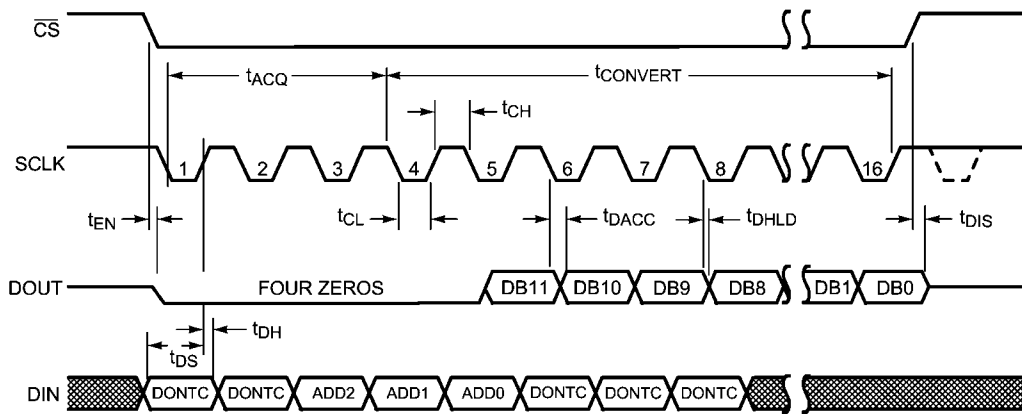 CS
tACQ
tCONVERT
tCH
SCLK
1 2 3 4 5 6 7 8 16
tEN
tCL
tDACC
tDHLD
tDIS
DOUT
FOUR ZEROS
DB11 DB10 DB9 DB8 DB1 DB0
tDH
tDS
DIN
DONTC DONTC ADD2 ADD1 ADD0 DONTC DONTC DONTC